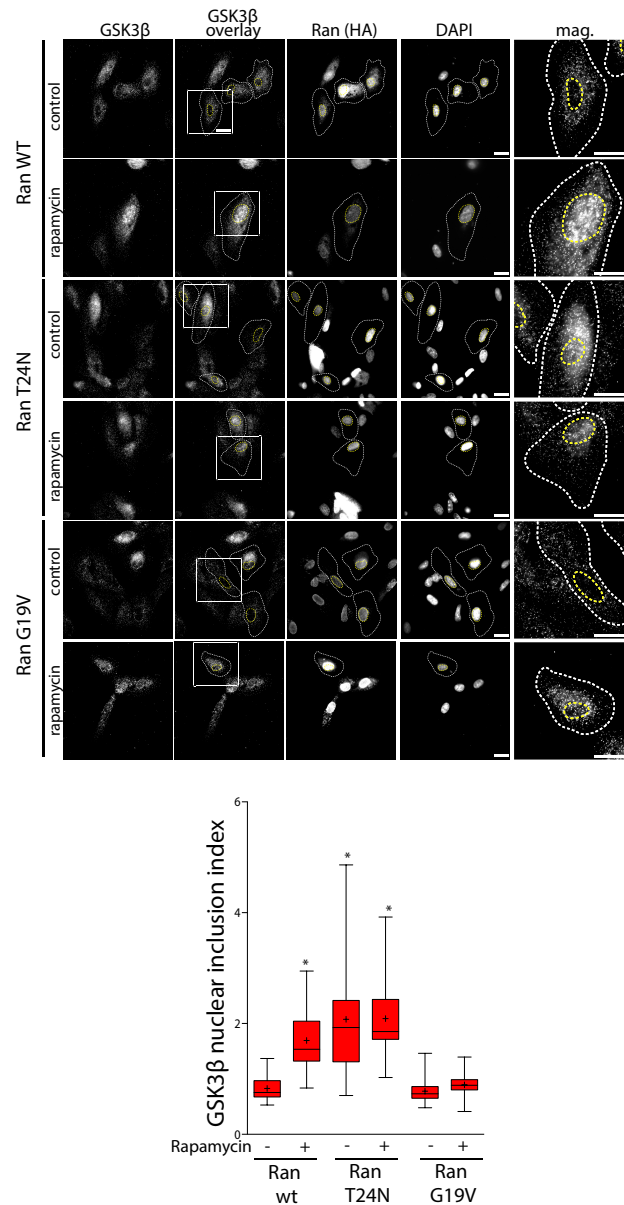 GSK3β
GSK3β
overlay
Ran (HA)
DAPI
mag.
Ran WT
control
rapamycin
Ran T24N
control
rapamycin
Ran G19V
control
rapamycin
GSK3β nuclear inclusion index
6
4
2
0
*
*
*
+
+
+
+
+
+
Rapamycin - + - + - +
Ran Ran Ran
wt T24N G19V